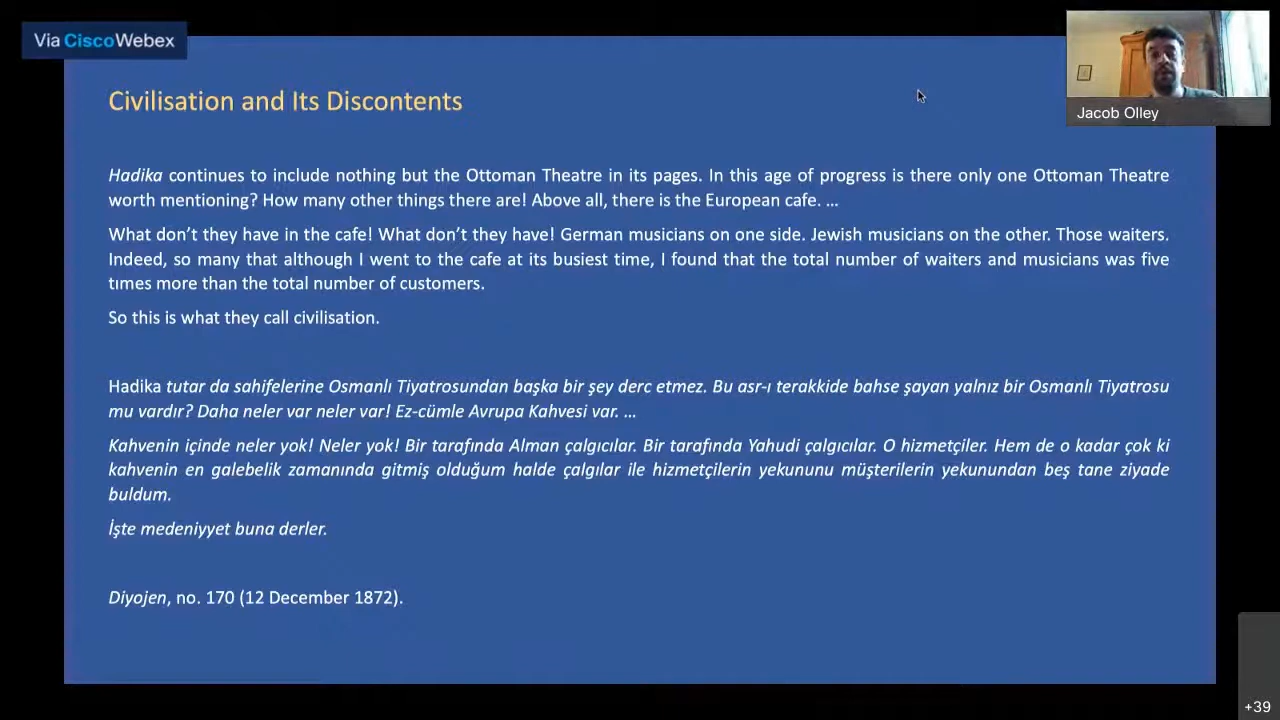 Via Cisco Webex
Jacob Olley
Civilisation and Its Discontents
Hadika continues to include nothing but the Ottoman Theatre in its pages. In this age of progress is there only one Ottoman Theatre
worth mentioning? How many other things there are! Above all, there is the European cafe. ...
What don't they have in the cafe! What don't they have! German musicians on one side. Jewish musicians on the other. Those waiters.
Indeed, so many that although I went to the cafe at its busiest time, I found that the total number of waiters and musicians was five
tımes more than the total number of customers.
So this is what they call civilisation.
Hadika tutar da sahifelerine Osmanlı Tiyatrosundan başka bir şey derc etmez. Bu asr-ı terakkide bahse şayan yalnız bir Osmanlı Tiyatrosu
mu vardır? Daha neler var neler var! Ez-cümle Avrupa Kahvesi var. ...
Kahvenin içinde neler yok! Neler yok! Bir tarafında Alman çalgıcılar. Bir tarafında Yahudi çalgıcılar. O hizmetçiler. Hem de o kadar çok ki
kahvenin en galebelik zamanında gitmiş olduğum halde çalgılar ile hizmetçilerin yekununu müşterilerin yekunundan beş tane ziyade
buldum.
İşte medeniyyet buna derler.
Diyojen, no. 170 (12 December 1872).
+39